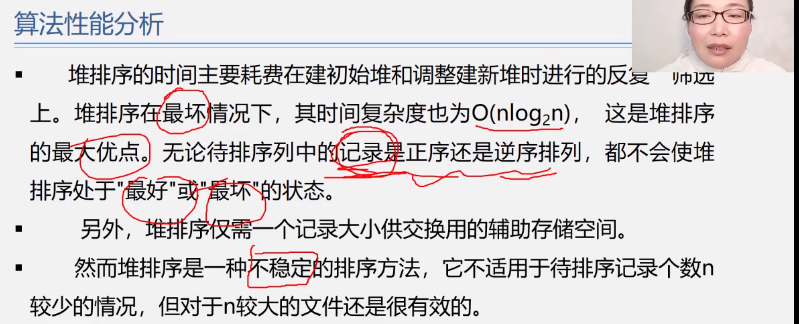 算法性能分析
▪ 堆排序的时间主要耗费在建初始堆和调整建新堆时进行的反复 筛选
上。堆排序在最坏情况下，其时间复杂度也为O(nlog₂n)， 这是堆排序
的最大优点。无论待排序列中的记录是正序还是逆序排列，都不会使堆
排序处于"最好"或"最坏"的状态。
▪ 另外，堆排序仅需一个记录大小供交换用的辅助存储空间。
▪ 然而堆排序是一种不稳定的排序方法，它不适用于待排序记录个数n
较少的情况，但对于n较大的文件还是很有效的。